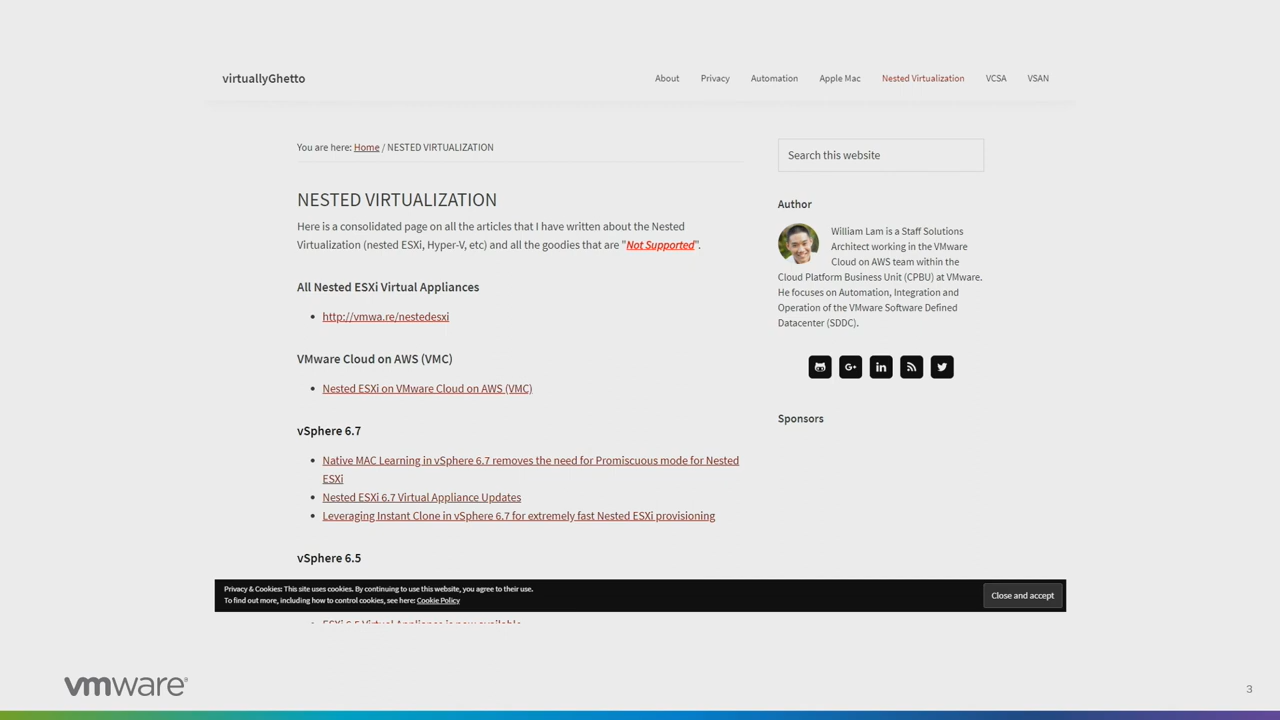 virtuallyGhetto
About Privacy Automation Apple Mac Nested Virtualization VCSA VSAN
You are here: Home / NESTED VIRTUALIZATION
NESTED VIRTUALIZATION
Here is a consolidated page on all the articles that I have written about the Nested
Virtualization (nested ESXi, Hyper-V, etc) and all the goodies that are "Not Supported".
All Nested ESXi Virtual Appliances
• http://vmwa.re/nestedesxi
VMware Cloud on AWS (VMC)
• Nested ESXi on VMware Cloud on AWS (VMC)
vSphere 6.7
• Native MAC Learning in vSphere 6.7 removes the need for Promiscuous mode for Nested
ESXi
• Nested ESXi 6.7 Virtual Appliance Updates
• Leveraging Instant Clone in vSphere 6.7 for extremely fast Nested ESXi provisioning
vSphere 6.5
Search this website
Author
William Lam is a Staff Solutions
Architect working in the VMware
Cloud on AWS team within the
Cloud Platform Business Unit (CPBU) at VMware.
He focuses on Automation, Integration and
Operation of the VMware Software Defined
Datacenter (SDDC).
G+ in
Sponsors
Privacy & Cookies: This site uses cookies. By continuing to use this website, you agree to their use.
To find out more, including how to control cookies, see here: Cookie Policy
Close and accept
• ESXi 6.5 Virtual Appliance is now available
vmware®
3